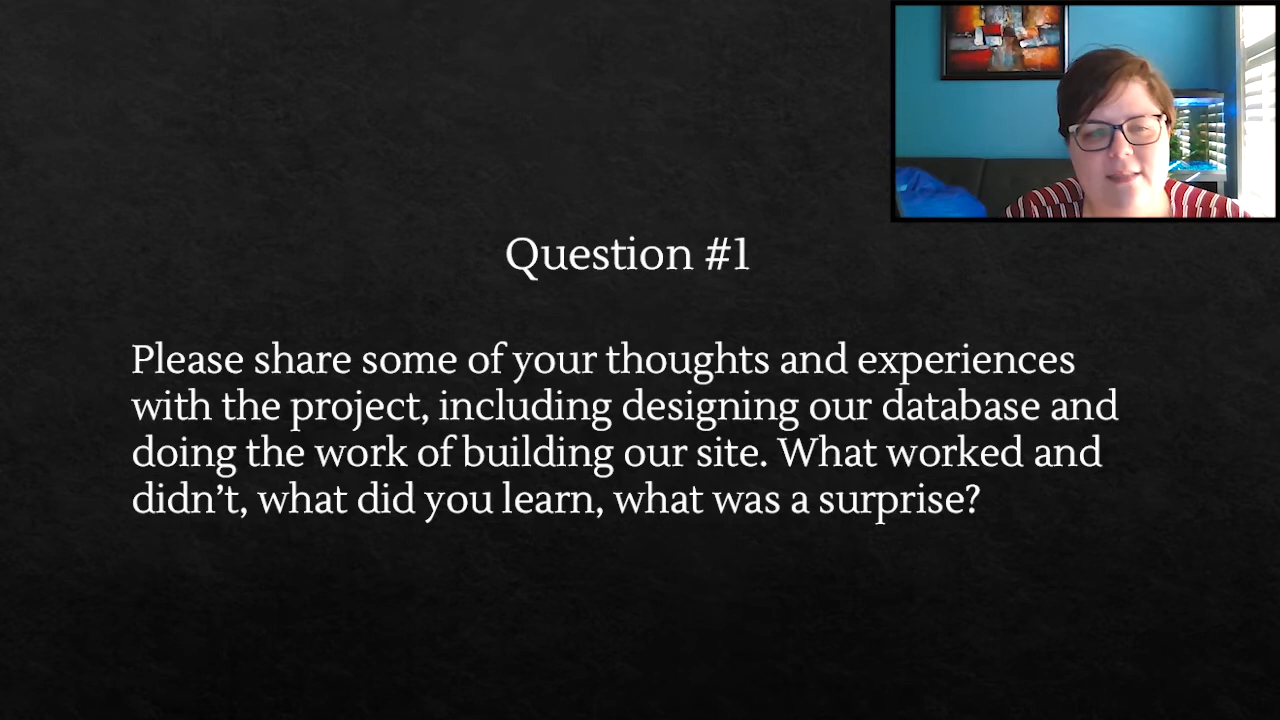 Question #1
Please share some of your thoughts and experiences
with the project, including designing our database and
doing the work of building our site. What worked and
didn’t, what did you learn, what was a surprise?